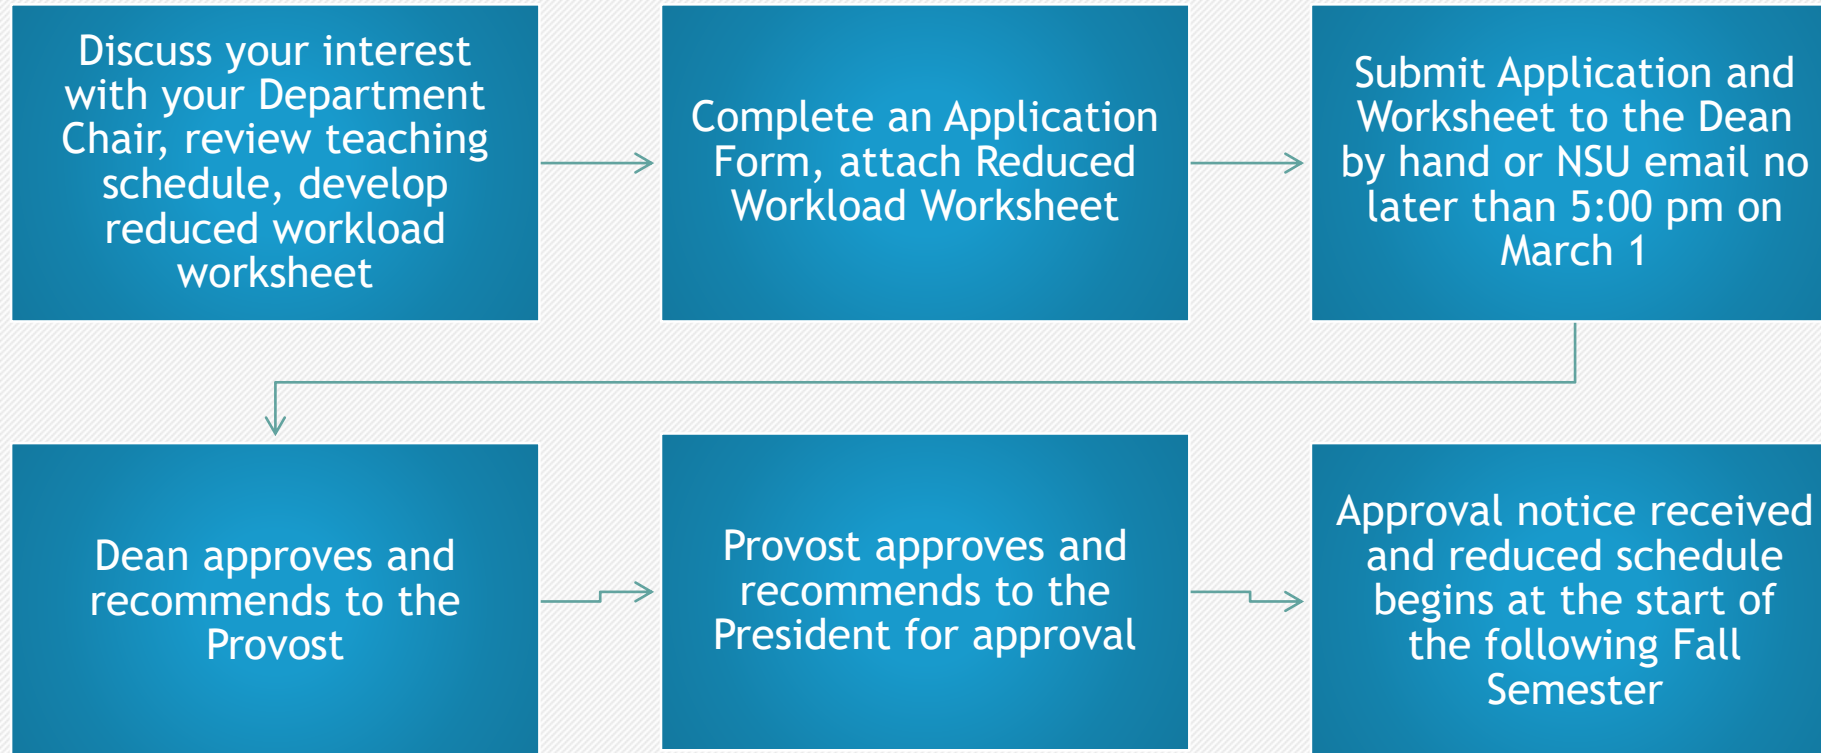 Discuss your interest
with your Department
Chair, review teaching
schedule, develop
reduced workload
worksheet
Complete an Application
Form, attach Reduced
Workload Worksheet
Submit Application and
Worksheet to the Dean
by hand or NSU email no
later than 5:00 pm on
March 1
Dean approves and
recommends to the
Provost
Provost approves and
recommends to the
President for approval
Approval notice received
and reduced schedule
begins at the start of
the following Fall
Semester